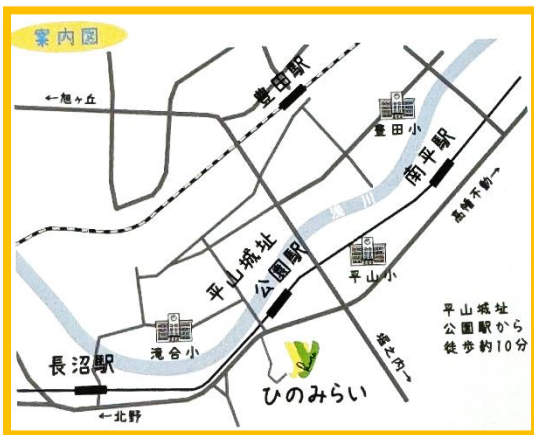 案内図
豊田駅
←旭ヶ丘
豊田小
南平駅
浅川
高幡不動→
平山城址
公園駅
平山小
平山城址
公園駅から
徒歩約10分
滝合小
長沼駅
堀之内→
ひのみらい
←北野